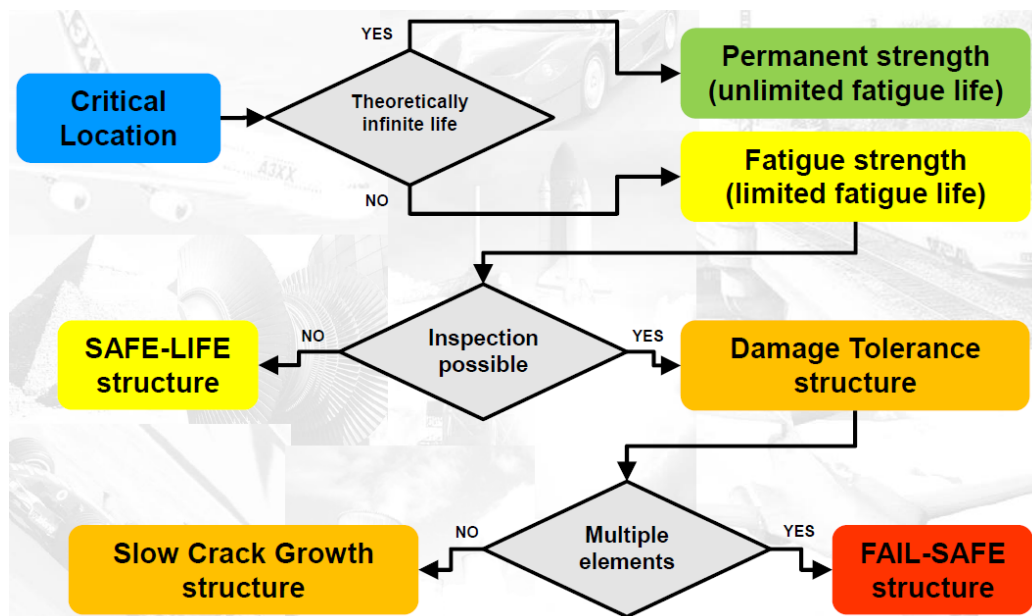 YES
Permanent strength
(unlimited fatigue life)
Critical
Location
Theoretically
infinite life
Fatigue strength
(limited fatigue life)
NO
A3XX
NO
YES
SAFE-LIFE
structure
Inspection
possible
Damage Tolerance
structure
NO
YES
Slow Crack Growth
structure
Multiple
elements
FAIL-SAFE
structure